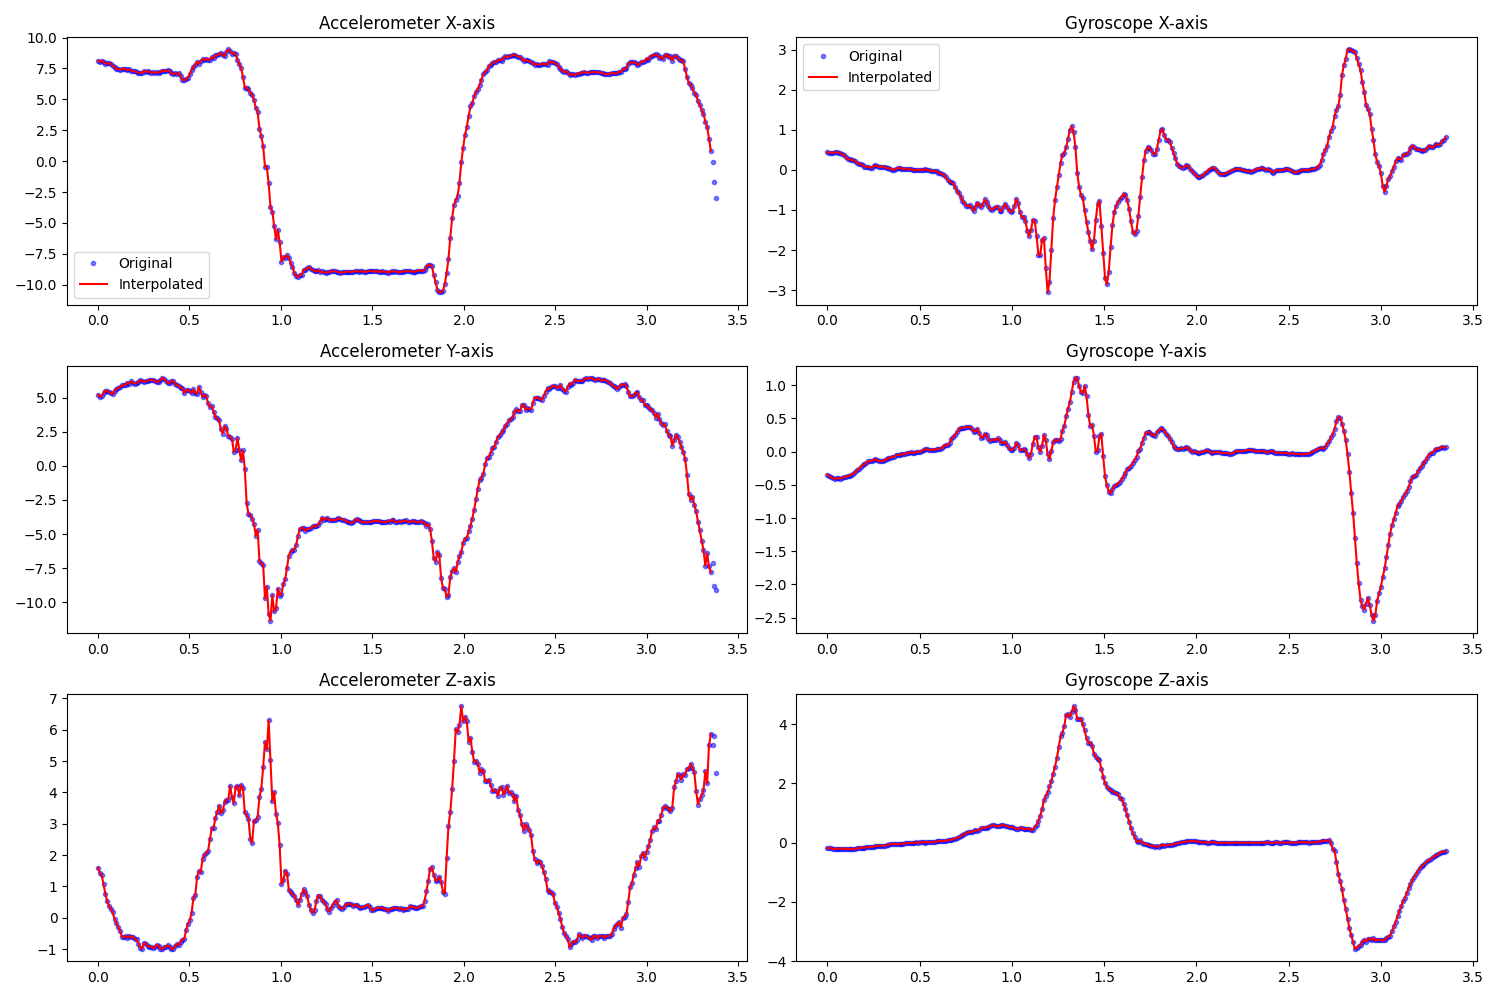 Accelerometer X-axis
10.0
7.5
5.0
2.5
0.0
−2.5
−5.0
−7.5
−10.0
Original
Interpolated
0.0 0.5 1.0 1.5 2.0 2.5 3.0 3.5
Gyroscope X-axis
3
2
1
0
−1
−2
−3
Original
Interpolated
0.0 0.5 1.0 1.5 2.0 2.5 3.0 3.5
Accelerometer Y-axis
5.0
2.5
0.0
−2.5
−5.0
−7.5
−10.0
0.0 0.5 1.0 1.5 2.0 2.5 3.0 3.5
Gyroscope Y-axis
1.0
0.5
0.0
−0.5
−1.0
−1.5
−2.0
−2.5
0.0 0.5 1.0 1.5 2.0 2.5 3.0 3.5
Accelerometer Z-axis
7
6
5
4
3
2
1
0
−1
0.0 0.5 1.0 1.5 2.0 2.5 3.0 3.5
Gyroscope Z-axis
4
2
0
−2
−4
0.0 0.5 1.0 1.5 2.0 2.5 3.0 3.5